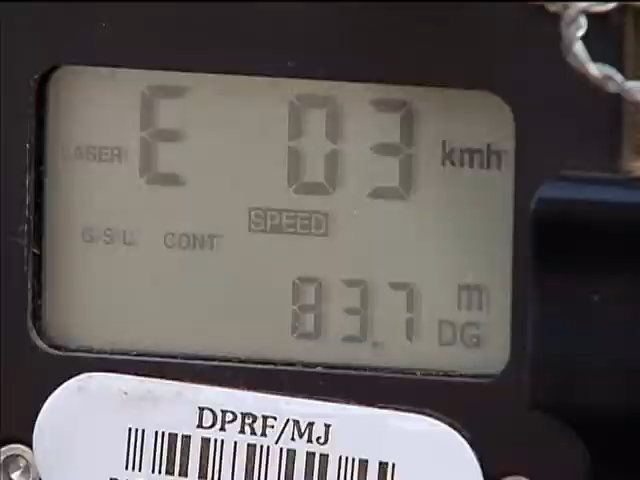 LASER E 03 kmh
SPEED
G S U CONT
83.7 m
DG
DPRF/MJ